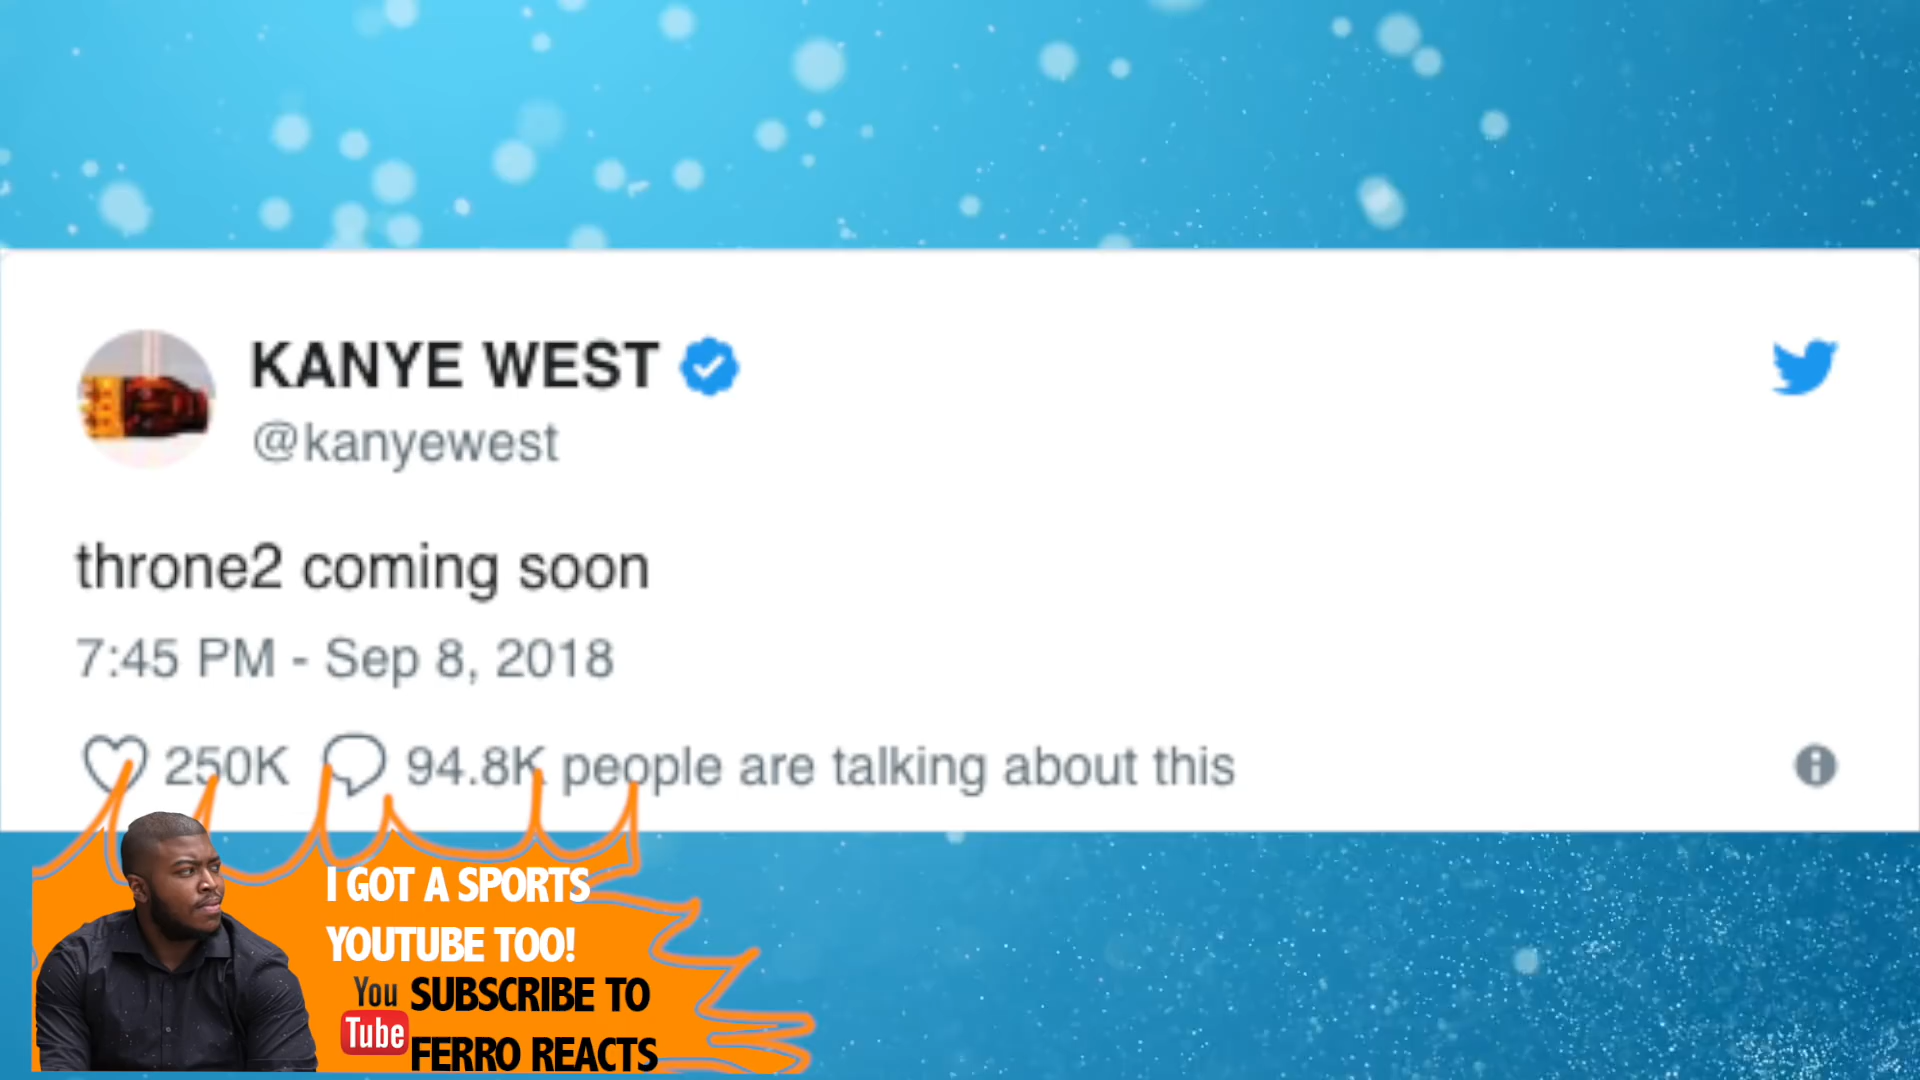 KANYE WEST
@kanyewest
throne2 coming soon
7:45 PM - Sep 8, 2018
250K 94.8K people are talking about this
I GOT A SPORTS
YOUTUBE TOO!
You SUBSCRIBE TO
Tube FERRO REACTS